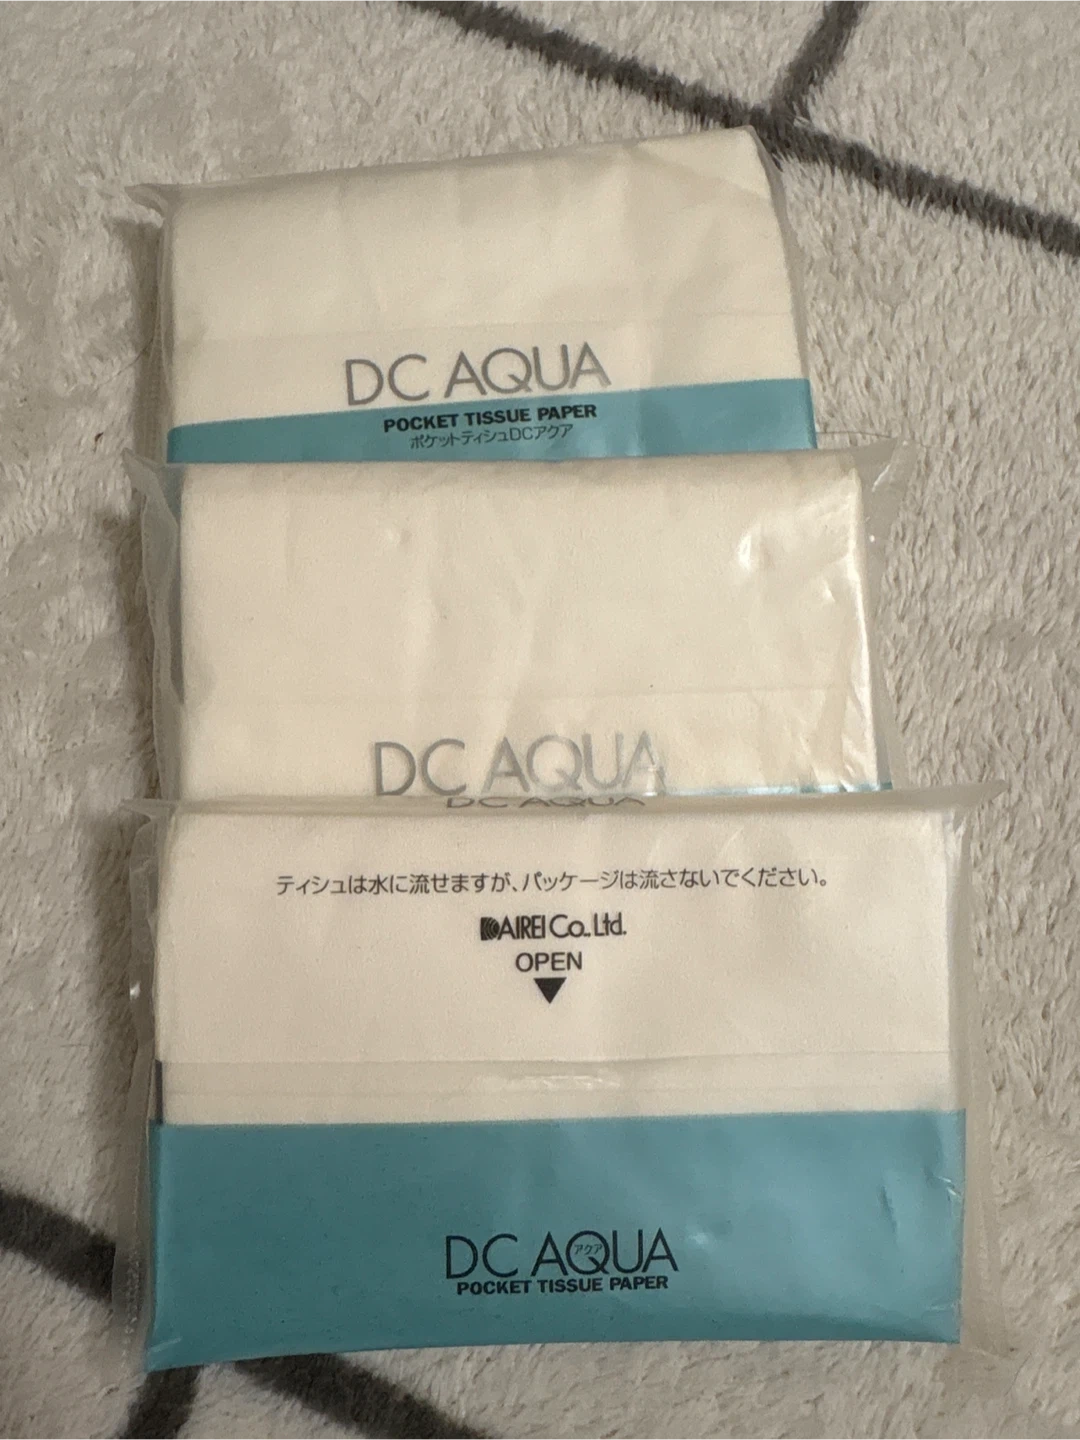 DC AQUA
POCKET TISSUE PAPER
ポケットティシュDCアクア
DC AQUA
DC AQUA
ティシュは水に流せますが、パッケージは流さないでください。
DAIREI Co., Ltd.
OPEN
DC AQUA
アクア
POCKET TISSUE PAPER